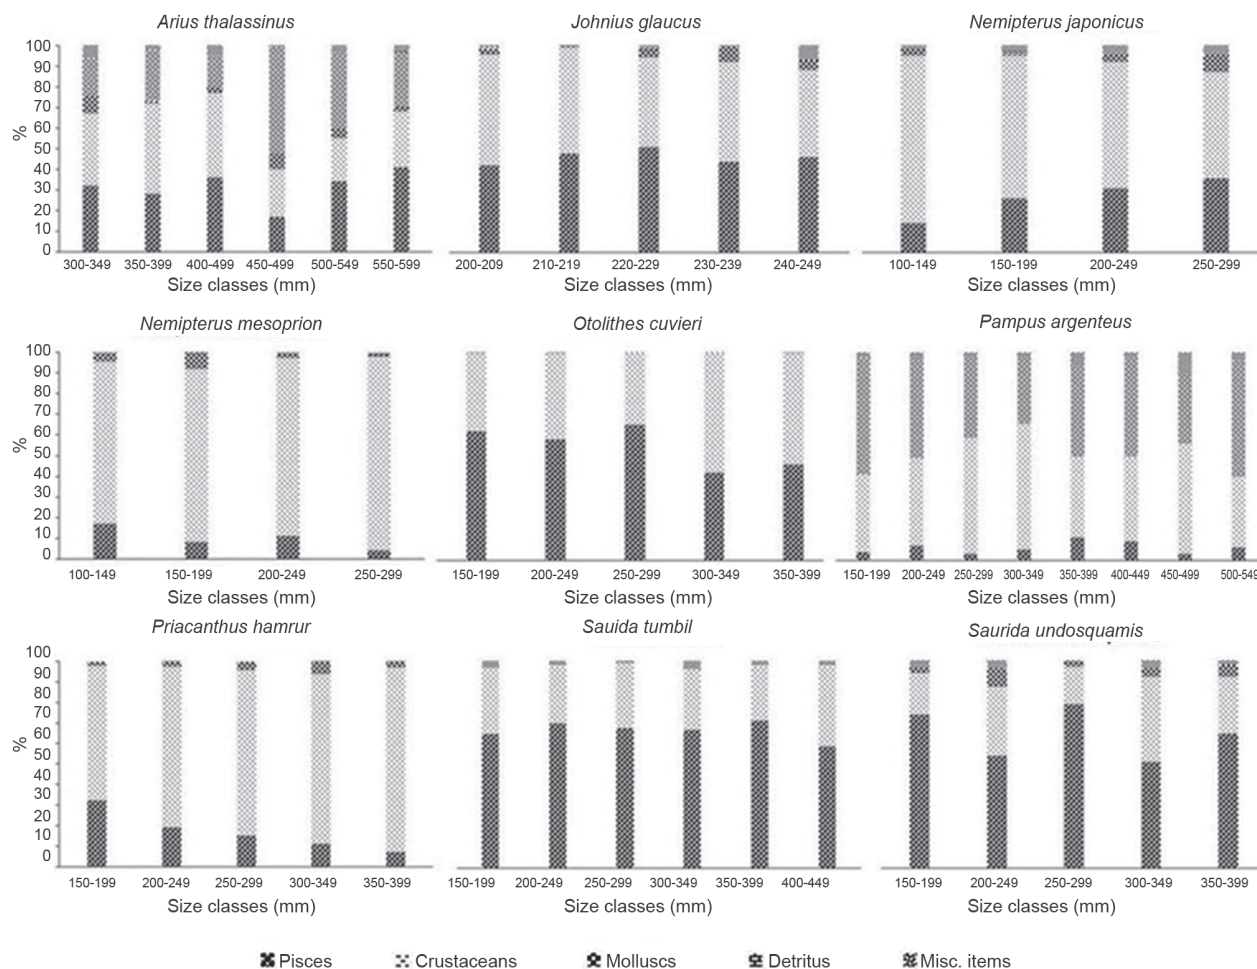 Arius thalassinus
Johnius glaucus
Nemipterus japonicus
100
90
80
70
60
50
40
30
20
10
0
%
300-349 350-399 400-499 450-499 500-549 550-599
200-209 210-219 220-229 230-239 240-249
100-149 150-199 200-249 250-299
Size classes (mm)
Size classes (mm)
Size classes (mm)
Nemipterus mesoprion
Otolithes cuvieri
Pampus argenteus
100
90
80
70
60
50
40
30
20
10
0
%
100-149 150-199 200-249 250-299
150-199 200-249 250-299 300-349 350-399
150-199 200-249 250-299 300-349 350-399 400-449 450-499 500-549
Size classes (mm)
Size classes (mm)
Size classes (mm)
Priacanthus hamrur
Sauida tumbil
Saurida undosquamis
100
90
80
70
60
50
40
30
20
10
0
%
150-199 200-249 250-299 300-349 350-399
150-199 200-249 250-299 300-349 350-399 400-449
150-199 200-249 250-299 300-349 350-399
Size classes (mm)
Size classes (mm)
Size classes (mm)
Pisces Crustaceans Molluscs Detritus Misc. items